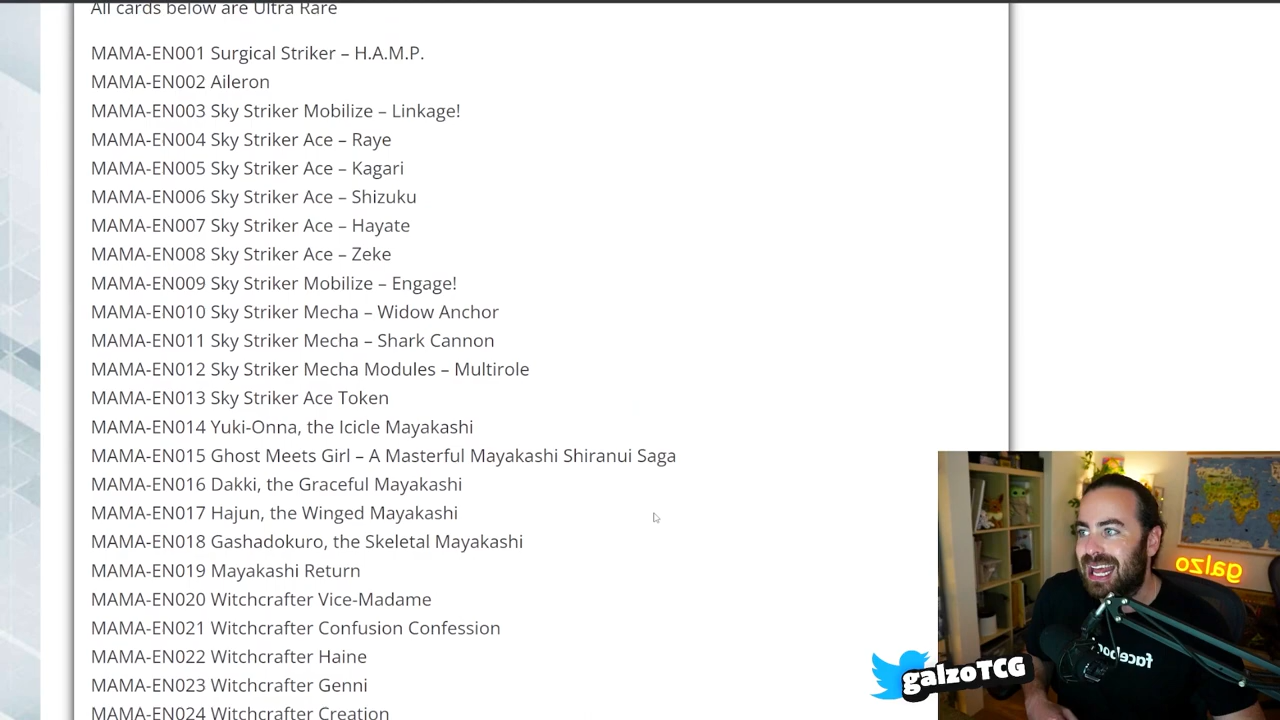 All cards below are Ultra Rare
MAMA-EN001 Surgical Striker – H.A.M.P.
MAMA-EN002 Aileron
MAMA-EN003 Sky Striker Mobilize – Linkage!
MAMA-EN004 Sky Striker Ace – Raye
MAMA-EN005 Sky Striker Ace – Kagari
MAMA-EN006 Sky Striker Ace – Shizuku
MAMA-EN007 Sky Striker Ace – Hayate
MAMA-EN008 Sky Striker Ace – Zeke
MAMA-EN009 Sky Striker Mobilize – Engage!
MAMA-EN010 Sky Striker Mecha – Widow Anchor
MAMA-EN011 Sky Striker Mecha – Shark Cannon
MAMA-EN012 Sky Striker Mecha Modules – Multirole
MAMA-EN013 Sky Striker Ace Token
MAMA-EN014 Yuki-Onna, the Icicle Mayakashi
MAMA-EN015 Ghost Meets Girl – A Masterful Mayakashi Shiranui Saga
MAMA-EN016 Dakki, the Graceful Mayakashi
MAMA-EN017 Hajun, the Winged Mayakashi
MAMA-EN018 Gashadokuro, the Skeletal Mayakashi
MAMA-EN019 Mayakashi Return
MAMA-EN020 Witchcrafter Vice-Madame
MAMA-EN021 Witchcrafter Confusion Confession
MAMA-EN022 Witchcrafter Haine
MAMA-EN023 Witchcrafter Genni
MAMA-EN024 Witchcrafter Creation
galzo
facebook
galzoTCG